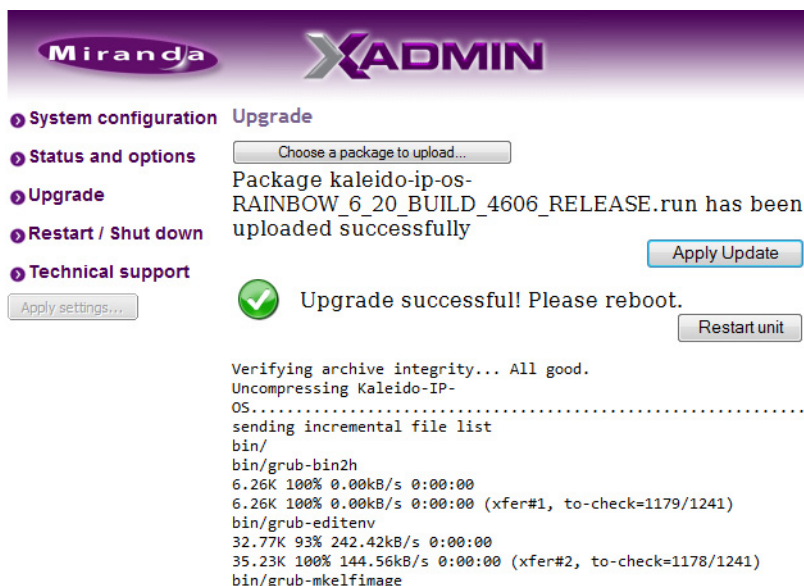 Miranda
XADMIN
System configuration
Status and options
Upgrade
Restart / Shut down
Technical support
Apply settings...
Upgrade
Choose a package to upload...
Package kaleido-ip-os-
RAINBOW_6_20_BUILD_4606_RELEASE.run has been
uploaded successfully
Apply Update
Upgrade successful! Please reboot.
Restart unit
Verifying archive integrity... All good.
Uncompressing Kaleido-IP-
OS..............................................................
sending incremental file list
bin/
bin/grub-bin2h
6.26K 100% 0.00kB/s 0:00:00
6.26K 100% 0.00kB/s 0:00:00 (xfer#1, to-check=1179/1241)
bin/grub-editenv
32.77K 93% 242.42kB/s 0:00:00
35.23K 100% 144.56kB/s 0:00:00 (xfer#2, to-check=1178/1241)
bin/grub-mkelfimage